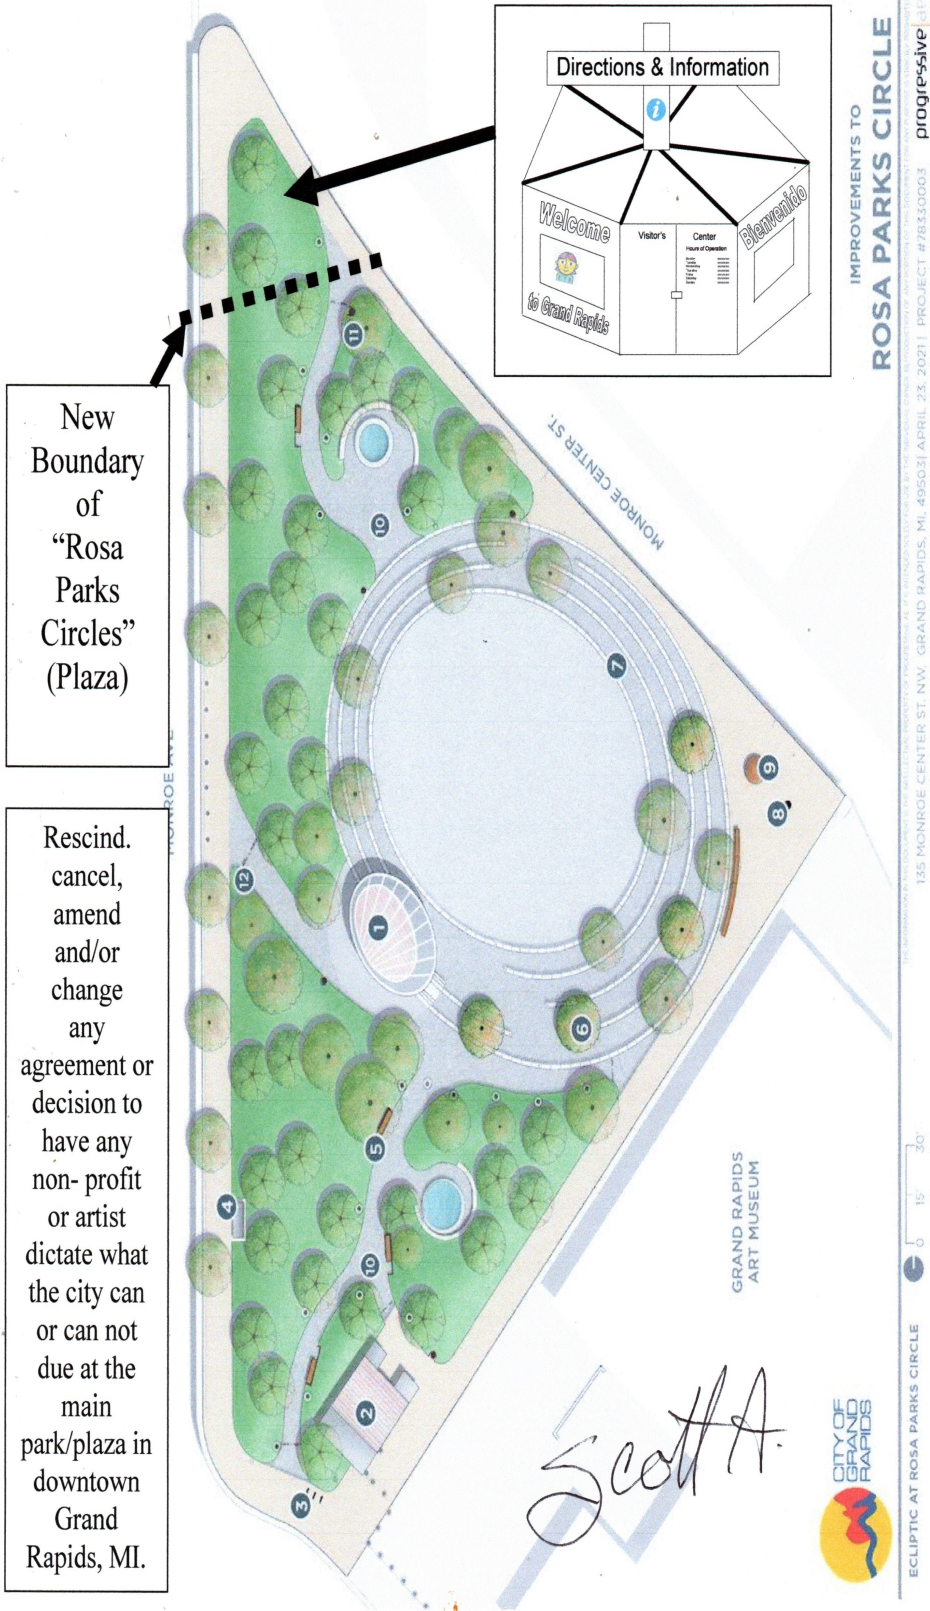 Directions & Information
i
Welcome
to Grand Rapids
Visitor's
Center
Hours of Operation
Bienvenido
New
Boundary
of
“Rosa
Parks
Circles”
(Plaza)
Rescind.
cancel,
amend
and/or
change
any
agreement or
decision to
have any
non- profit
or artist
dictate what
the city can
or can not
due at the
main
park/plaza in
downtown
Grand
Rapids, MI.
MONROE AVE
MONROE CENTER ST.
11
10
7
12
9
8
1
6
5
4
10
2
3
GRAND RAPIDS
ART MUSEUM
Scott A.
IMPROVEMENTS TO
ROSA PARKS CIRCLE
CITY OF
GRAND
RAPIDS
ECLIPTIC AT ROSA PARKS CIRCLE
0 15' 30'
135 MONROE CENTER ST. NW, GRAND RAPIDS, MI, 49503 | APRIL 23, 2021 | PROJECT #78330003
progressive ae